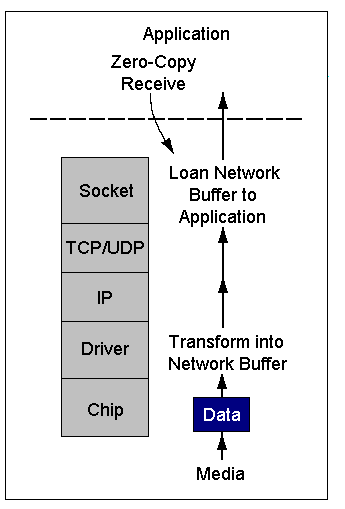 Application
Zero-Copy
Receive
Loan Network
Buffer to
Application
Socket
TCP/UDP
IP
Driver
Chip
Transform into
Network Buffer
Data
Media